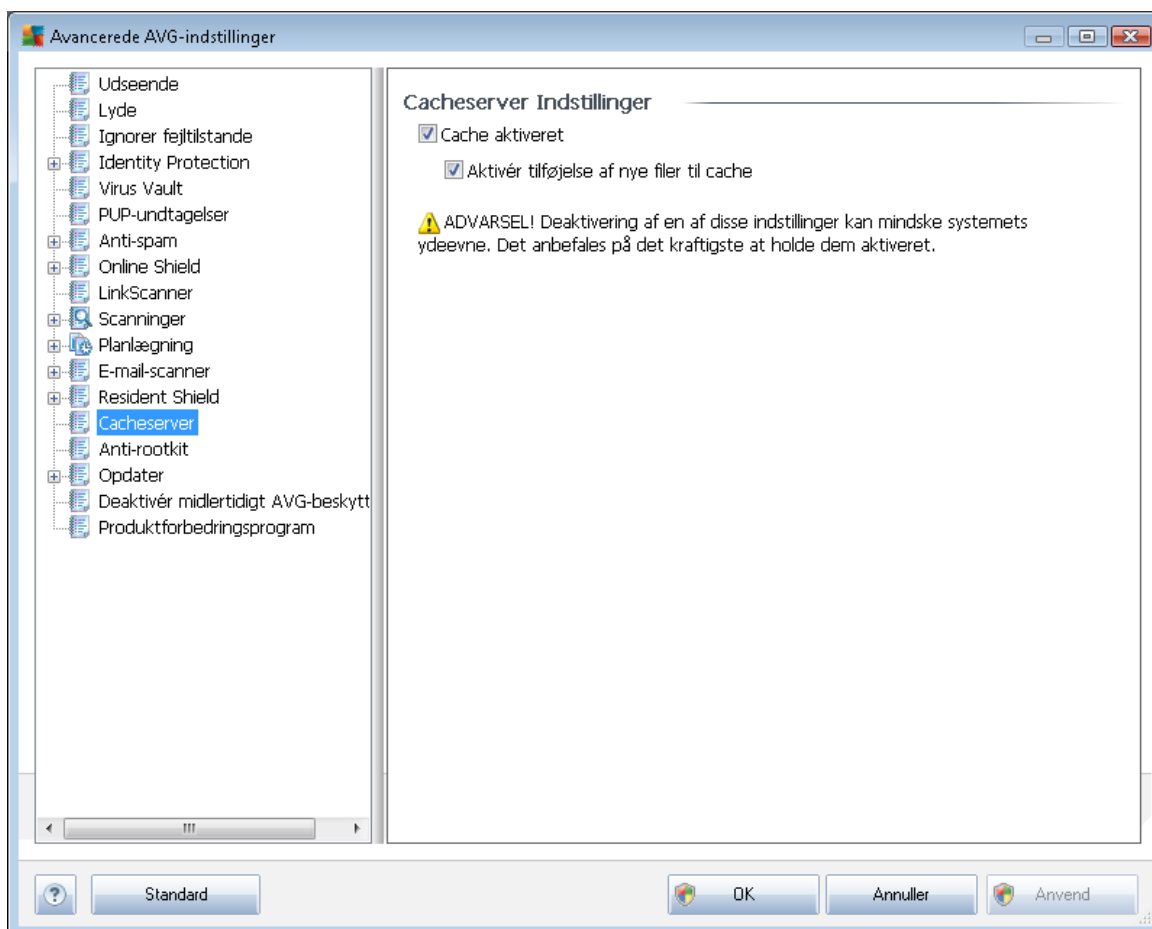 Avancerede AVG-indstillinger
Udseende
Lyde
Ignorer fejltilstande
Identity Protection
Virus Vault
PUP-undtagelser
Anti-spam
Online Shield
LinkScanner
Scanninger
Planlægning
E-mail-scanner
Resident Shield
Cacheserver
Anti-rootkit
Opdater
Deaktivér midlertidigt AVG-beskytt
Produktforbedringsprogram
Cacheserver Indstillinger
Cache aktiveret
Aktivér tilføjelse af nye filer til cache
ADVARSEL! Deaktivering af en af disse indstillinger kan mindske systemets
ydeevne. Det anbefales på det kraftigste at holde dem aktiveret.
?
Standard
OK
Annuller
Anvend